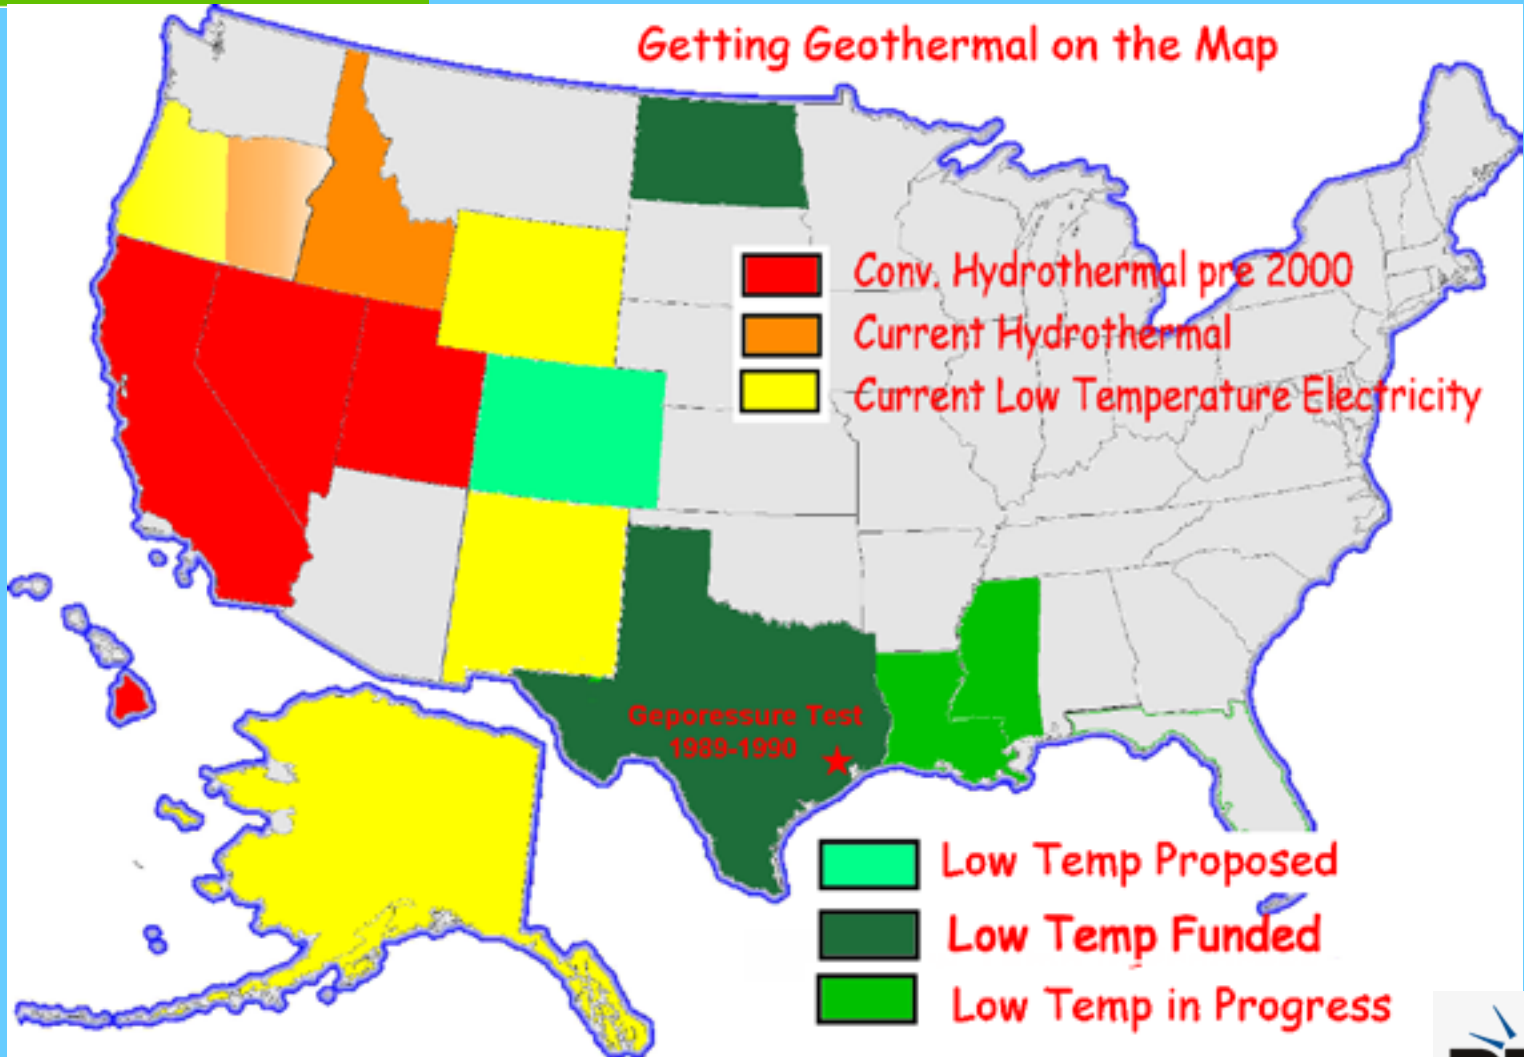 Getting Geothermal on the Map
Conv. Hydrothermal pre 2000
Current Hydrothermal
Current Low Temperature Electricity
Geporessure Test
1989-1990
Low Temp Proposed
Low Temp Funded
Low Temp in Progress